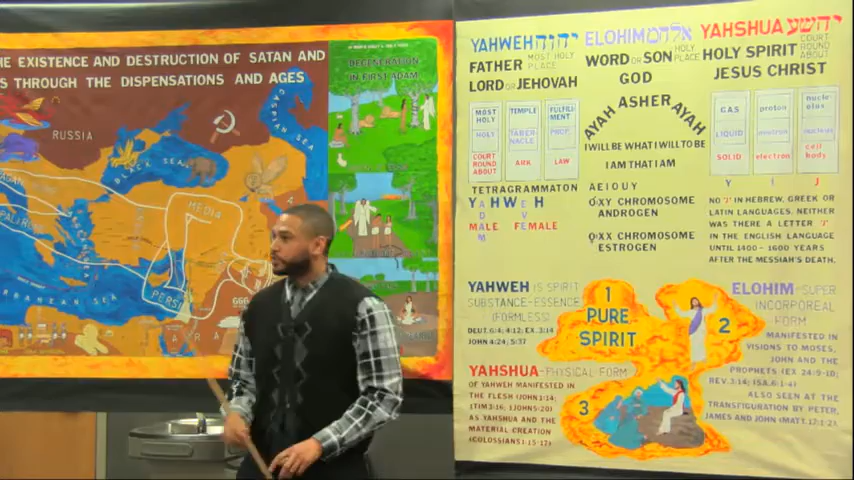 HE EXISTENCE AND DESTRUCTION OF SATAN AND
S THROUGH THE DISPENSATIONS AND AGES
RUSSIA
BLACK SEA
CASPIAN SEA
MEDIA
PERSI
666
DEGENERATION
IN FIRST ADAM
YAHWEH יהוה
FATHER MOST HOLY PLACE
LORD OR JEHOVAH
ELOHIM אלהים
WORD OR SON HOLY PLACE
GOD
YAHSHUA יהשע
HOLY SPIRIT COURT ROUND ABOUT
JESUS CHRIST
MOST HOLY TEMPLE FULFILLMENT
HOLY TABERNACLE PROP.
COURT ROUND ABOUT ARK LAW
AYAH ASHER AYAH
I WILL BE WHAT I WILL TO BE
I AM THAT I AM
GAS proton nucleolus
LIQUID neutron nucleus
SOLID electron cell body
Y I J
TETRAGRAMMATON
YAHWEH
MALE FEMALE
A E I O U Y
XY CHROMOSOME
ANDROGEN
XX CHROMOSOME
ESTROGEN
NO "J" IN HEBREW, GREEK OR
LATIN LANGUAGES. NEITHER
WAS THERE A LETTER "J"
IN THE ENGLISH LANGUAGE
UNTIL 1400-1600 YEARS
AFTER THE MESSIAH'S DEATH.
YAHWEH IS SPIRIT
SUBSTANCE-ESSENCE
(FORMLESS)
DEUT. 6:4; 4:12; EX. 3:14
JOHN 4:24; 5:37
1
PURE
SPIRIT
2
3
ELOHIM-SUPER
INCORPOREAL
FORM
MANIFESTED IN
VISIONS TO MOSES,
JOHN AND THE
PROPHETS (EX 24:9-10)
REV. 3:14; ISA. 6:1-4)
ALSO SEEN AT THE
TRANSFIGURATION BY PETER,
JAMES AND JOHN (MATT. 17:1-2)
YAHSHUA-PHYSICAL FORM
OF YAHWEH MANIFESTED IN
THE FLESH (JOHN 1:14)
(TIM 3:16; 1JOHN 5:20)
AS YAHSHUA AND THE
MATERIAL CREATION
(COLOSSIANS 1:15-17)